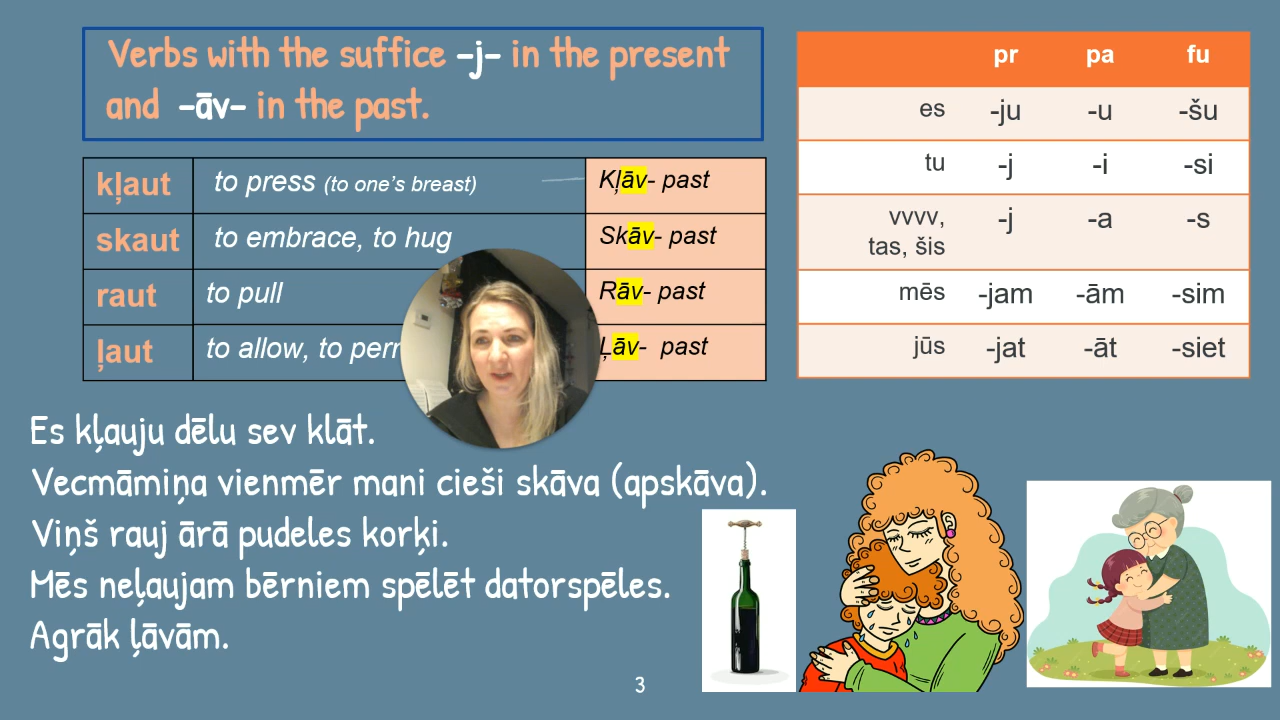 Verbs with the suffice -j- in the present
and -āv- in the past.
kļaut to press (to one's breast) Kļāv- past
skaut to embrace, to hug Skāv- past
raut to pull Rāv- past
ļaut to allow, to Ļāv- past
pr pa fu
es -ju -u -šu
tu -j -i -si
vvvv, -j -a -s
tas, šis
mēs -jam -ām -sim
jūs -jat -āt -siet
Es kļauju dēlu sev klāt.
Vecmāmiņa vienmēr mani cieši skāva (apskāva).
Viņš rauj ārā pudeles korķi.
Mēs neļaujam bērniem spēlēt datorspēles.
Agrāk ļāvām.
3